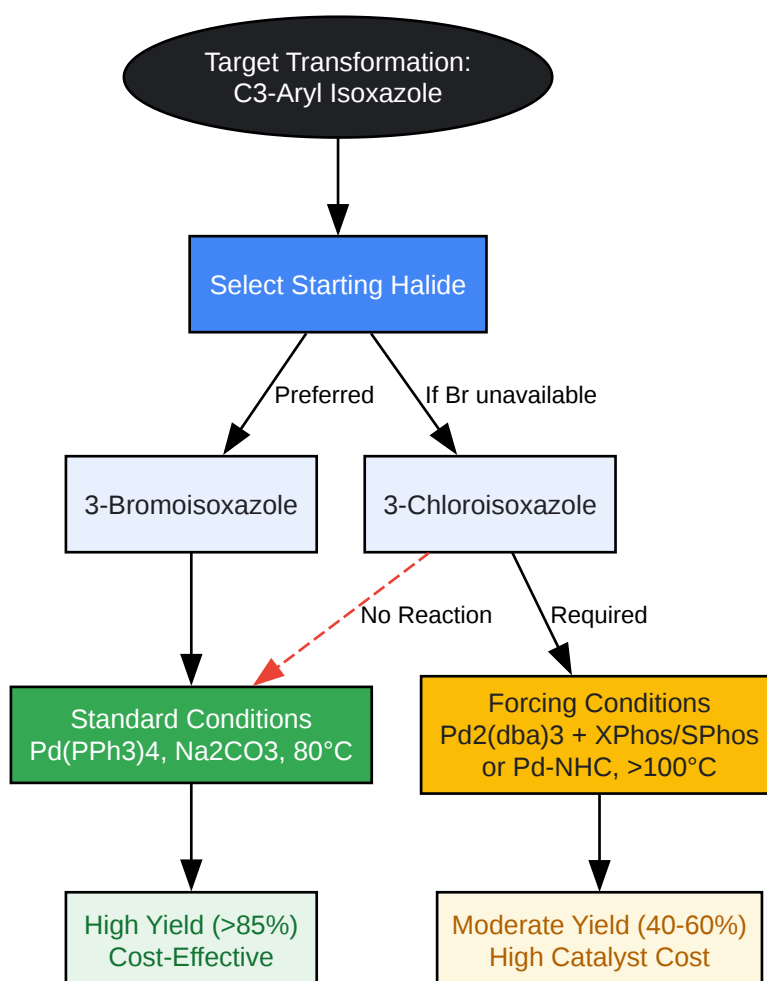 Target Transformation:
C3-Aryl Isoxazole
Select Starting Halide
Preferred
If Br unavailable
3-Bromoisoxazole
3-Chloroisoxazole
No Reaction
Required
Standard Conditions
Pd(PPh3)4, Na2CO3, 80°C
Forcing Conditions
Pd2(dba)3 + XPhos/SPhos
or Pd-NHC, >100°C
High Yield (>85%)
Cost-Effective
Moderate Yield (40-60%)
High Catalyst Cost